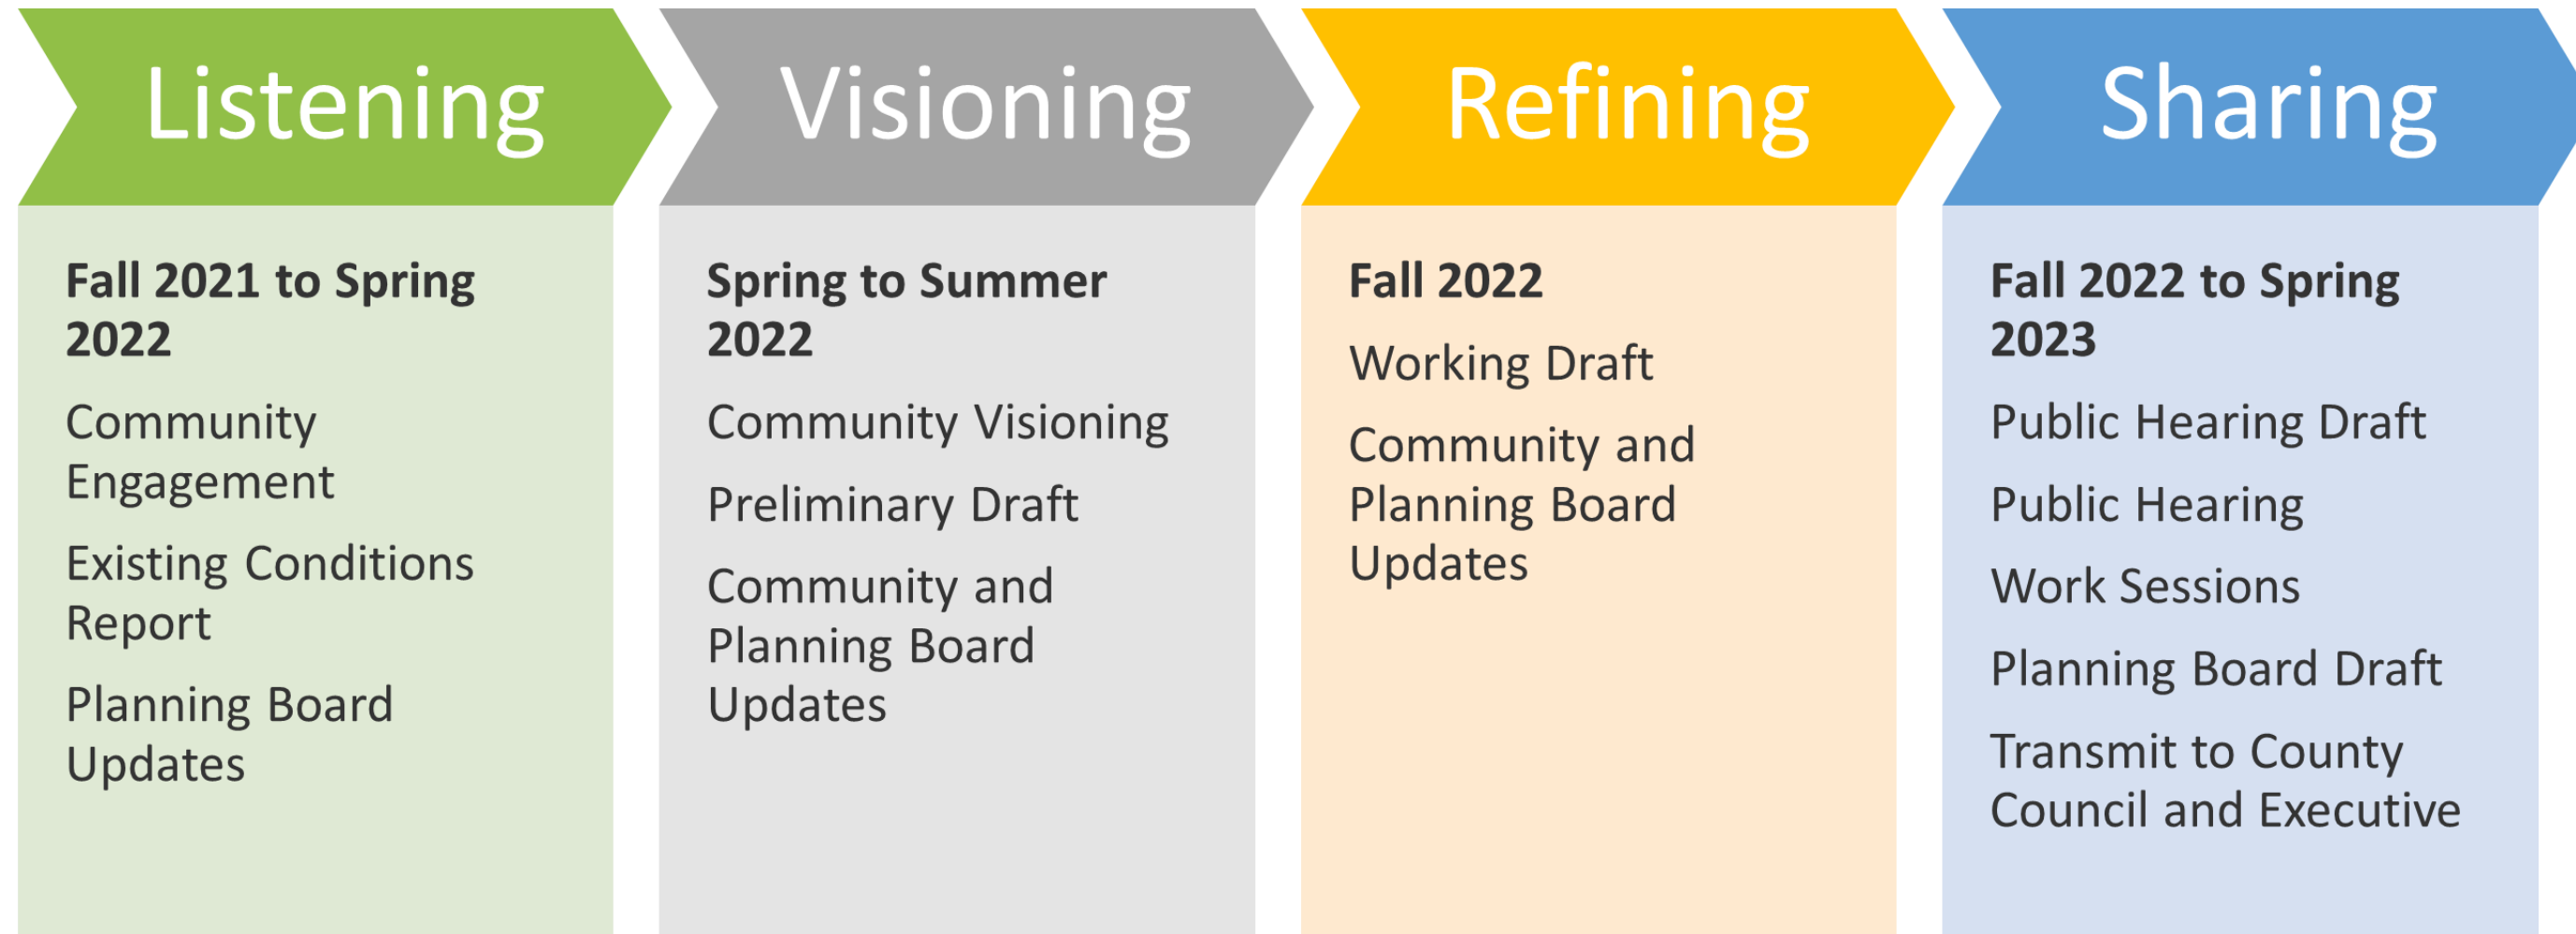 Listening
Fall 2021 to Spring
2022
Community
Engagement
Existing Conditions
Report
Planning Board
Updates
Visioning
Spring to Summer
2022
Community Visioning
Preliminary Draft
Community and
Planning Board
Updates
Refining
Fall 2022
Working Draft
Community and
Planning Board
Updates
Sharing
Fall 2022 to Spring
2023
Public Hearing Draft
Public Hearing
Work Sessions
Planning Board Draft
Transmit to County
Council and Executive